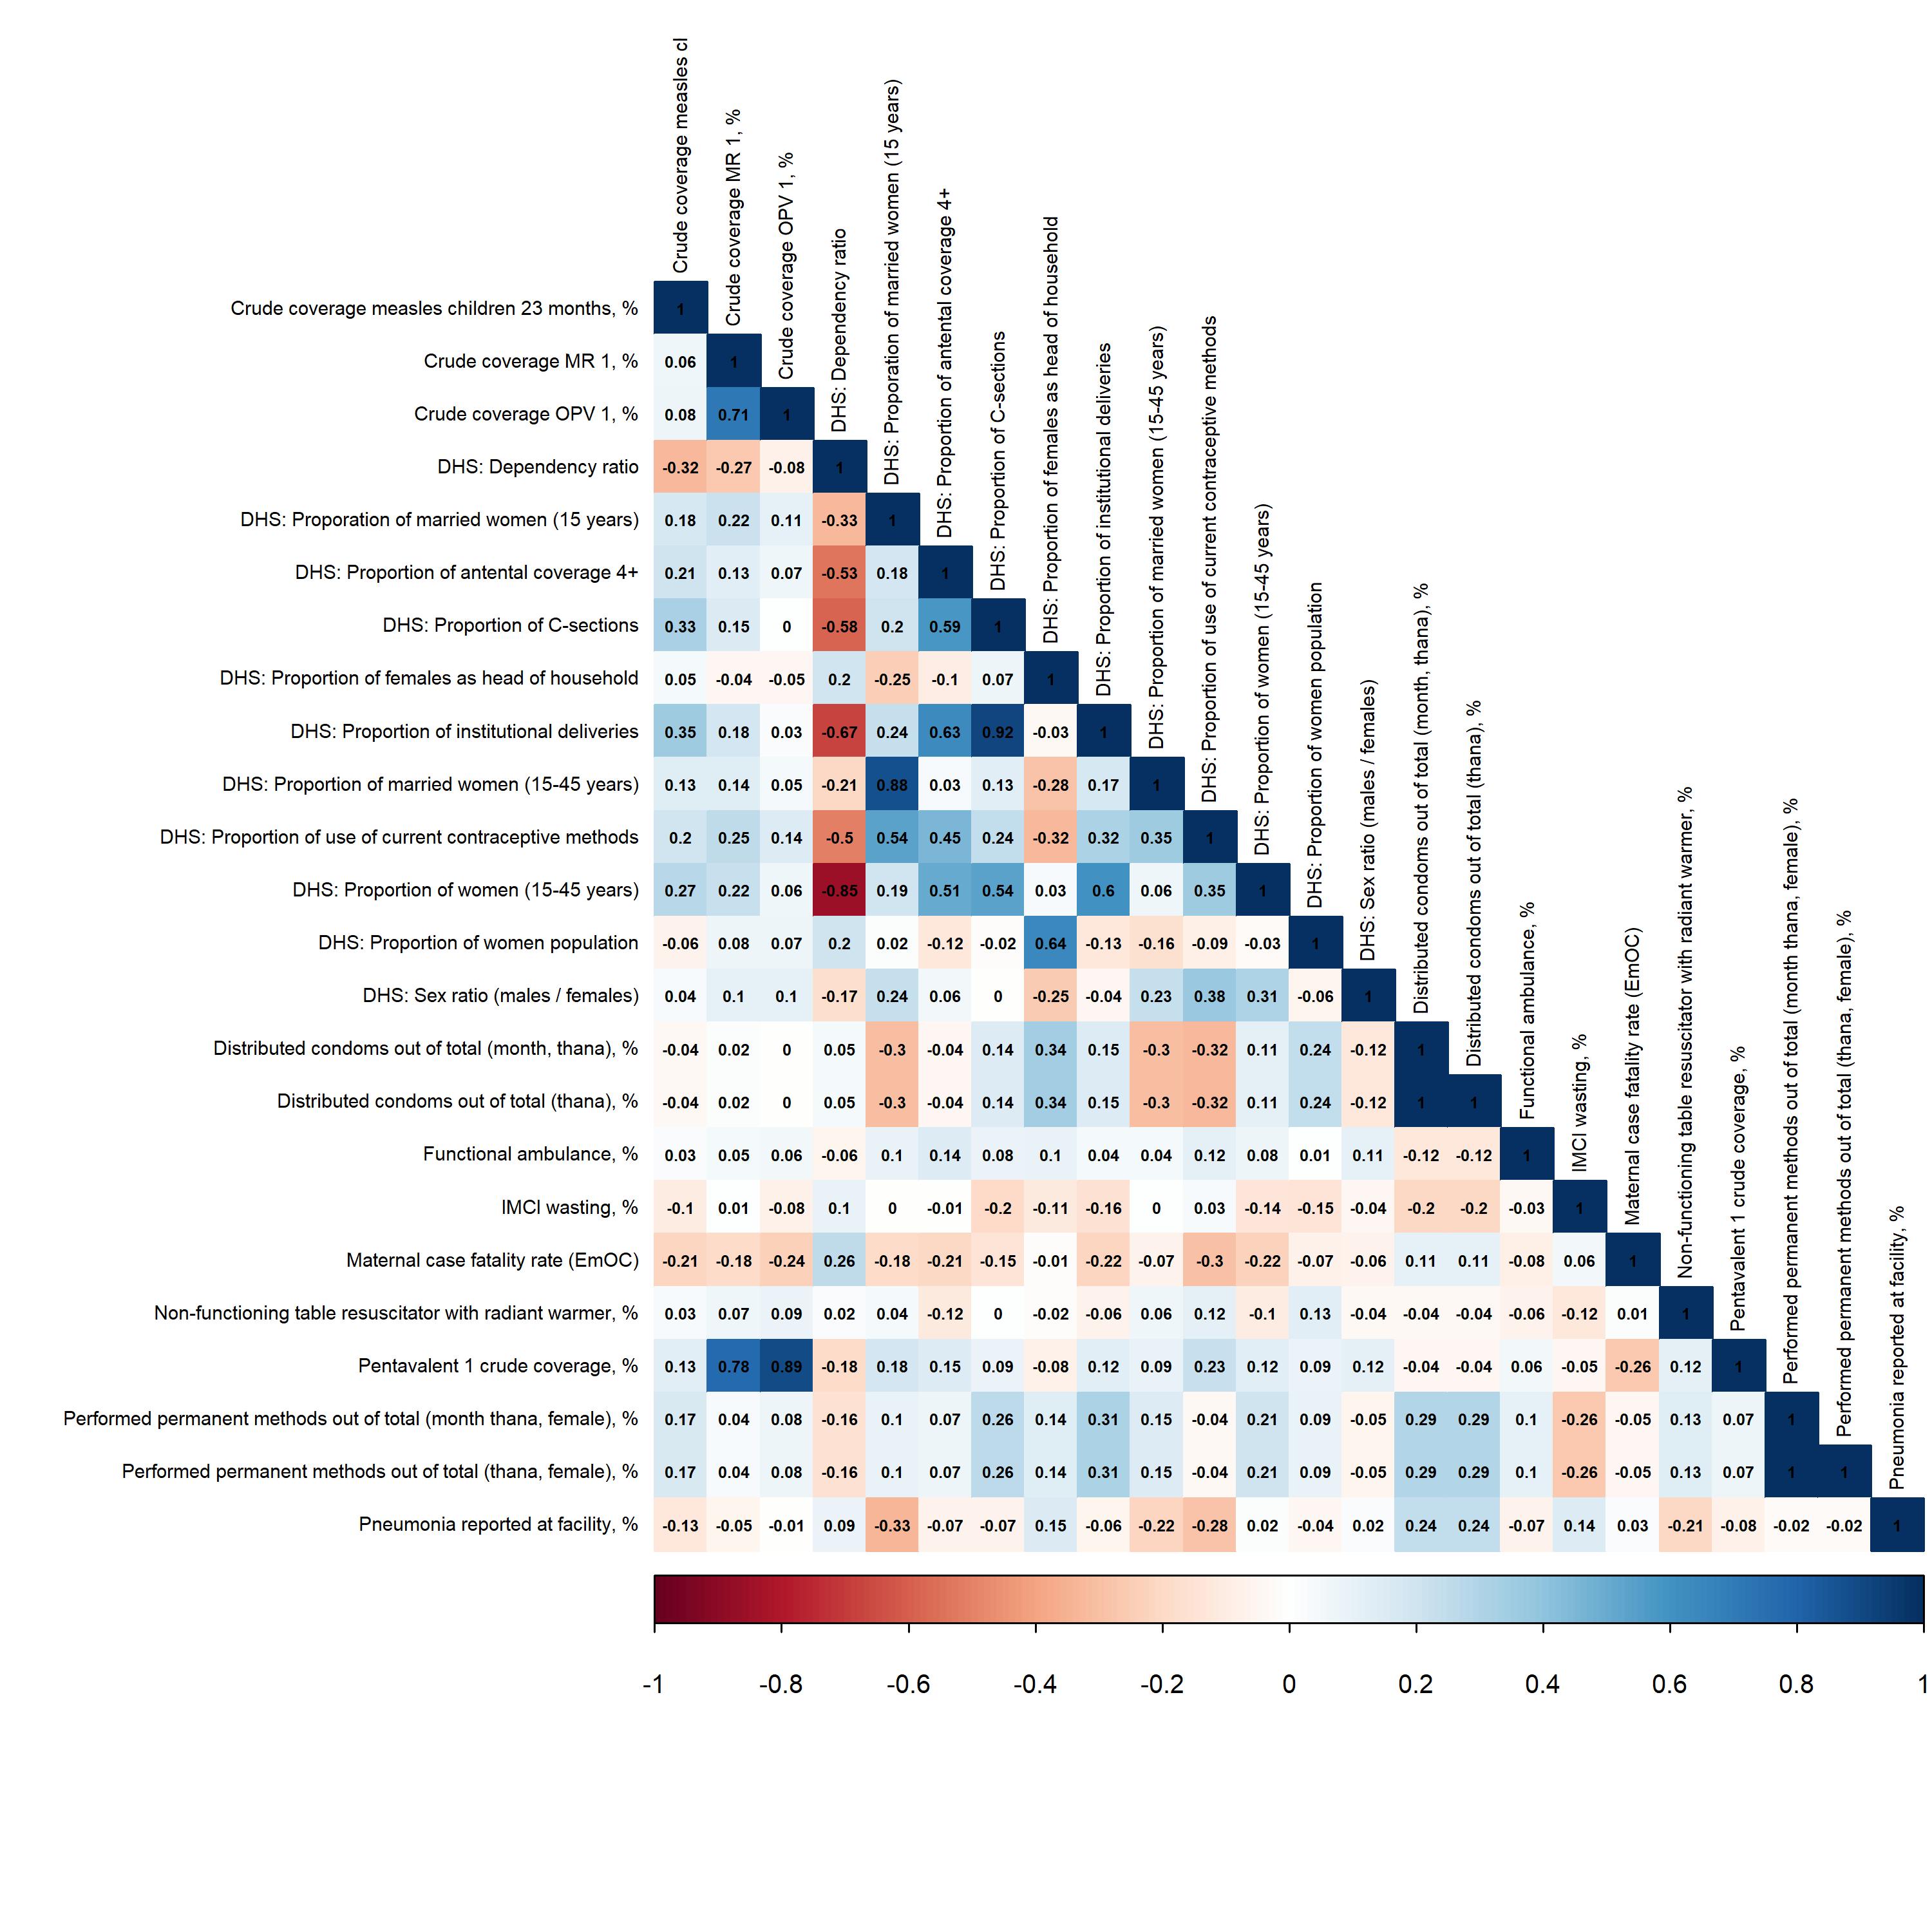 Crude coverage measles cl
Crude coverage MR 1, %
Crude coverage OPV 1, %
DHS: Dependency ratio
DHS: Proporation of married women (15 years)
DHS: Proportion of antental coverage 4+
DHS: Proportion of C-sections
DHS: Proportion of females as head of household
DHS: Proportion of institutional deliveries
DHS: Proportion of married women (15-45 years)
DHS: Proportion of use of current contraceptive methods
DHS: Proportion of women (15-45 years)
DHS: Proportion of women population
DHS: Sex ratio (males / females)
Distributed condoms out of total (month, thana), %
Distributed condoms out of total (thana), %
Functional ambulance, %
IMCI wasting, %
Maternal case fatality rate (EmOC)
Non-functioning table resuscitator with radiant warmer, %
Pentavalent 1 crude coverage, %
Performed permanent methods out of total (month thana, female), %
Performed permanent methods out of total (thana, female), %
Pneumonia reported at facility, %
Crude coverage measles children 23 months, % 1
Crude coverage MR 1, % 0.06 1
Crude coverage OPV 1, % 0.08 0.71 1
DHS: Dependency ratio -0.32 -0.27 -0.08 1
DHS: Proporation of married women (15 years) 0.18 0.22 0.11 -0.33 1
DHS: Proportion of antental coverage 4+ 0.21 0.13 0.07 -0.53 0.18 1
DHS: Proportion of C-sections 0.33 0.15 0 -0.58 0.2 0.59 1
DHS: Proportion of females as head of household 0.05 -0.04 -0.05 0.2 -0.25 -0.1 0.07 1
DHS: Proportion of institutional deliveries 0.35 0.18 0.03 -0.67 0.24 0.63 0.92 -0.03 1
DHS: Proportion of married women (15-45 years) 0.13 0.14 0.05 -0.21 0.88 0.03 0.13 -0.28 0.17 1
DHS: Proportion of use of current contraceptive methods 0.2 0.25 0.14 -0.5 0.54 0.45 0.24 -0.32 0.32 0.35 1
DHS: Proportion of women (15-45 years) 0.27 0.22 0.06 -0.85 0.19 0.51 0.54 0.03 0.6 0.06 0.35 1
DHS: Proportion of women population -0.06 0.08 0.07 0.2 0.02 -0.12 -0.02 0.64 -0.13 -0.16 -0.09 -0.03 1
DHS: Sex ratio (males / females) 0.04 0.1 0.1 -0.17 0.24 0.06 0 -0.25 -0.04 0.23 0.38 0.31 -0.06 1
Distributed condoms out of total (month, thana), % -0.04 0.02 0 0.05 -0.3 -0.04 0.14 0.34 0.15 -0.3 -0.32 0.11 0.24 -0.12 1
Distributed condoms out of total (thana), % -0.04 0.02 0 0.05 -0.3 -0.04 0.14 0.34 0.15 -0.3 -0.32 0.11 0.24 -0.12 1 1
Functional ambulance, % 0.03 0.05 0.06 -0.06 0.1 0.14 0.08 0.1 0.04 0.04 0.12 0.08 0.01 0.11 -0.12 -0.12 1
IMCI wasting, % -0.1 0.01 -0.08 0.1 0 -0.01 -0.2 -0.11 -0.16 0 0.03 -0.14 -0.15 -0.04 -0.2 -0.2 -0.03 1
Maternal case fatality rate (EmOC) -0.21 -0.18 -0.24 0.26 -0.18 -0.21 -0.15 -0.01 -0.22 -0.07 -0.3 -0.22 -0.07 -0.06 0.11 0.11 -0.08 0.06 1
Non-functioning table resuscitator with radiant warmer, % 0.03 0.07 0.09 0.02 0.04 -0.12 0 -0.02 -0.06 0.06 0.12 -0.1 0.13 -0.04 -0.04 -0.04 -0.06 -0.12 0.01 1
Pentavalent 1 crude coverage, % 0.13 0.78 0.89 -0.18 0.18 0.15 0.09 -0.08 0.12 0.09 0.23 0.12 0.09 0.12 -0.04 -0.04 0.06 -0.05 -0.26 0.12 1
Performed permanent methods out of total (month thana, female), % 0.17 0.04 0.08 -0.16 0.1 0.07 0.26 0.14 0.31 0.15 -0.04 0.21 0.09 -0.05 0.29 0.29 0.1 -0.26 -0.05 0.13 0.07 1
Performed permanent methods out of total (thana, female), % 0.17 0.04 0.08 -0.16 0.1 0.07 0.26 0.14 0.31 0.15 -0.04 0.21 0.09 -0.05 0.29 0.29 0.1 -0.26 -0.05 0.13 0.07 1 1
Pneumonia reported at facility, % -0.13 -0.05 -0.01 0.09 -0.33 -0.07 -0.07 0.15 -0.06 -0.22 -0.28 0.02 -0.04 0.02 0.24 0.24 -0.07 0.14 0.03 -0.21 -0.08 -0.02 -0.02 1
-1 -0.8 -0.6 -0.4 -0.2 0 0.2 0.4 0.6 0.8 1